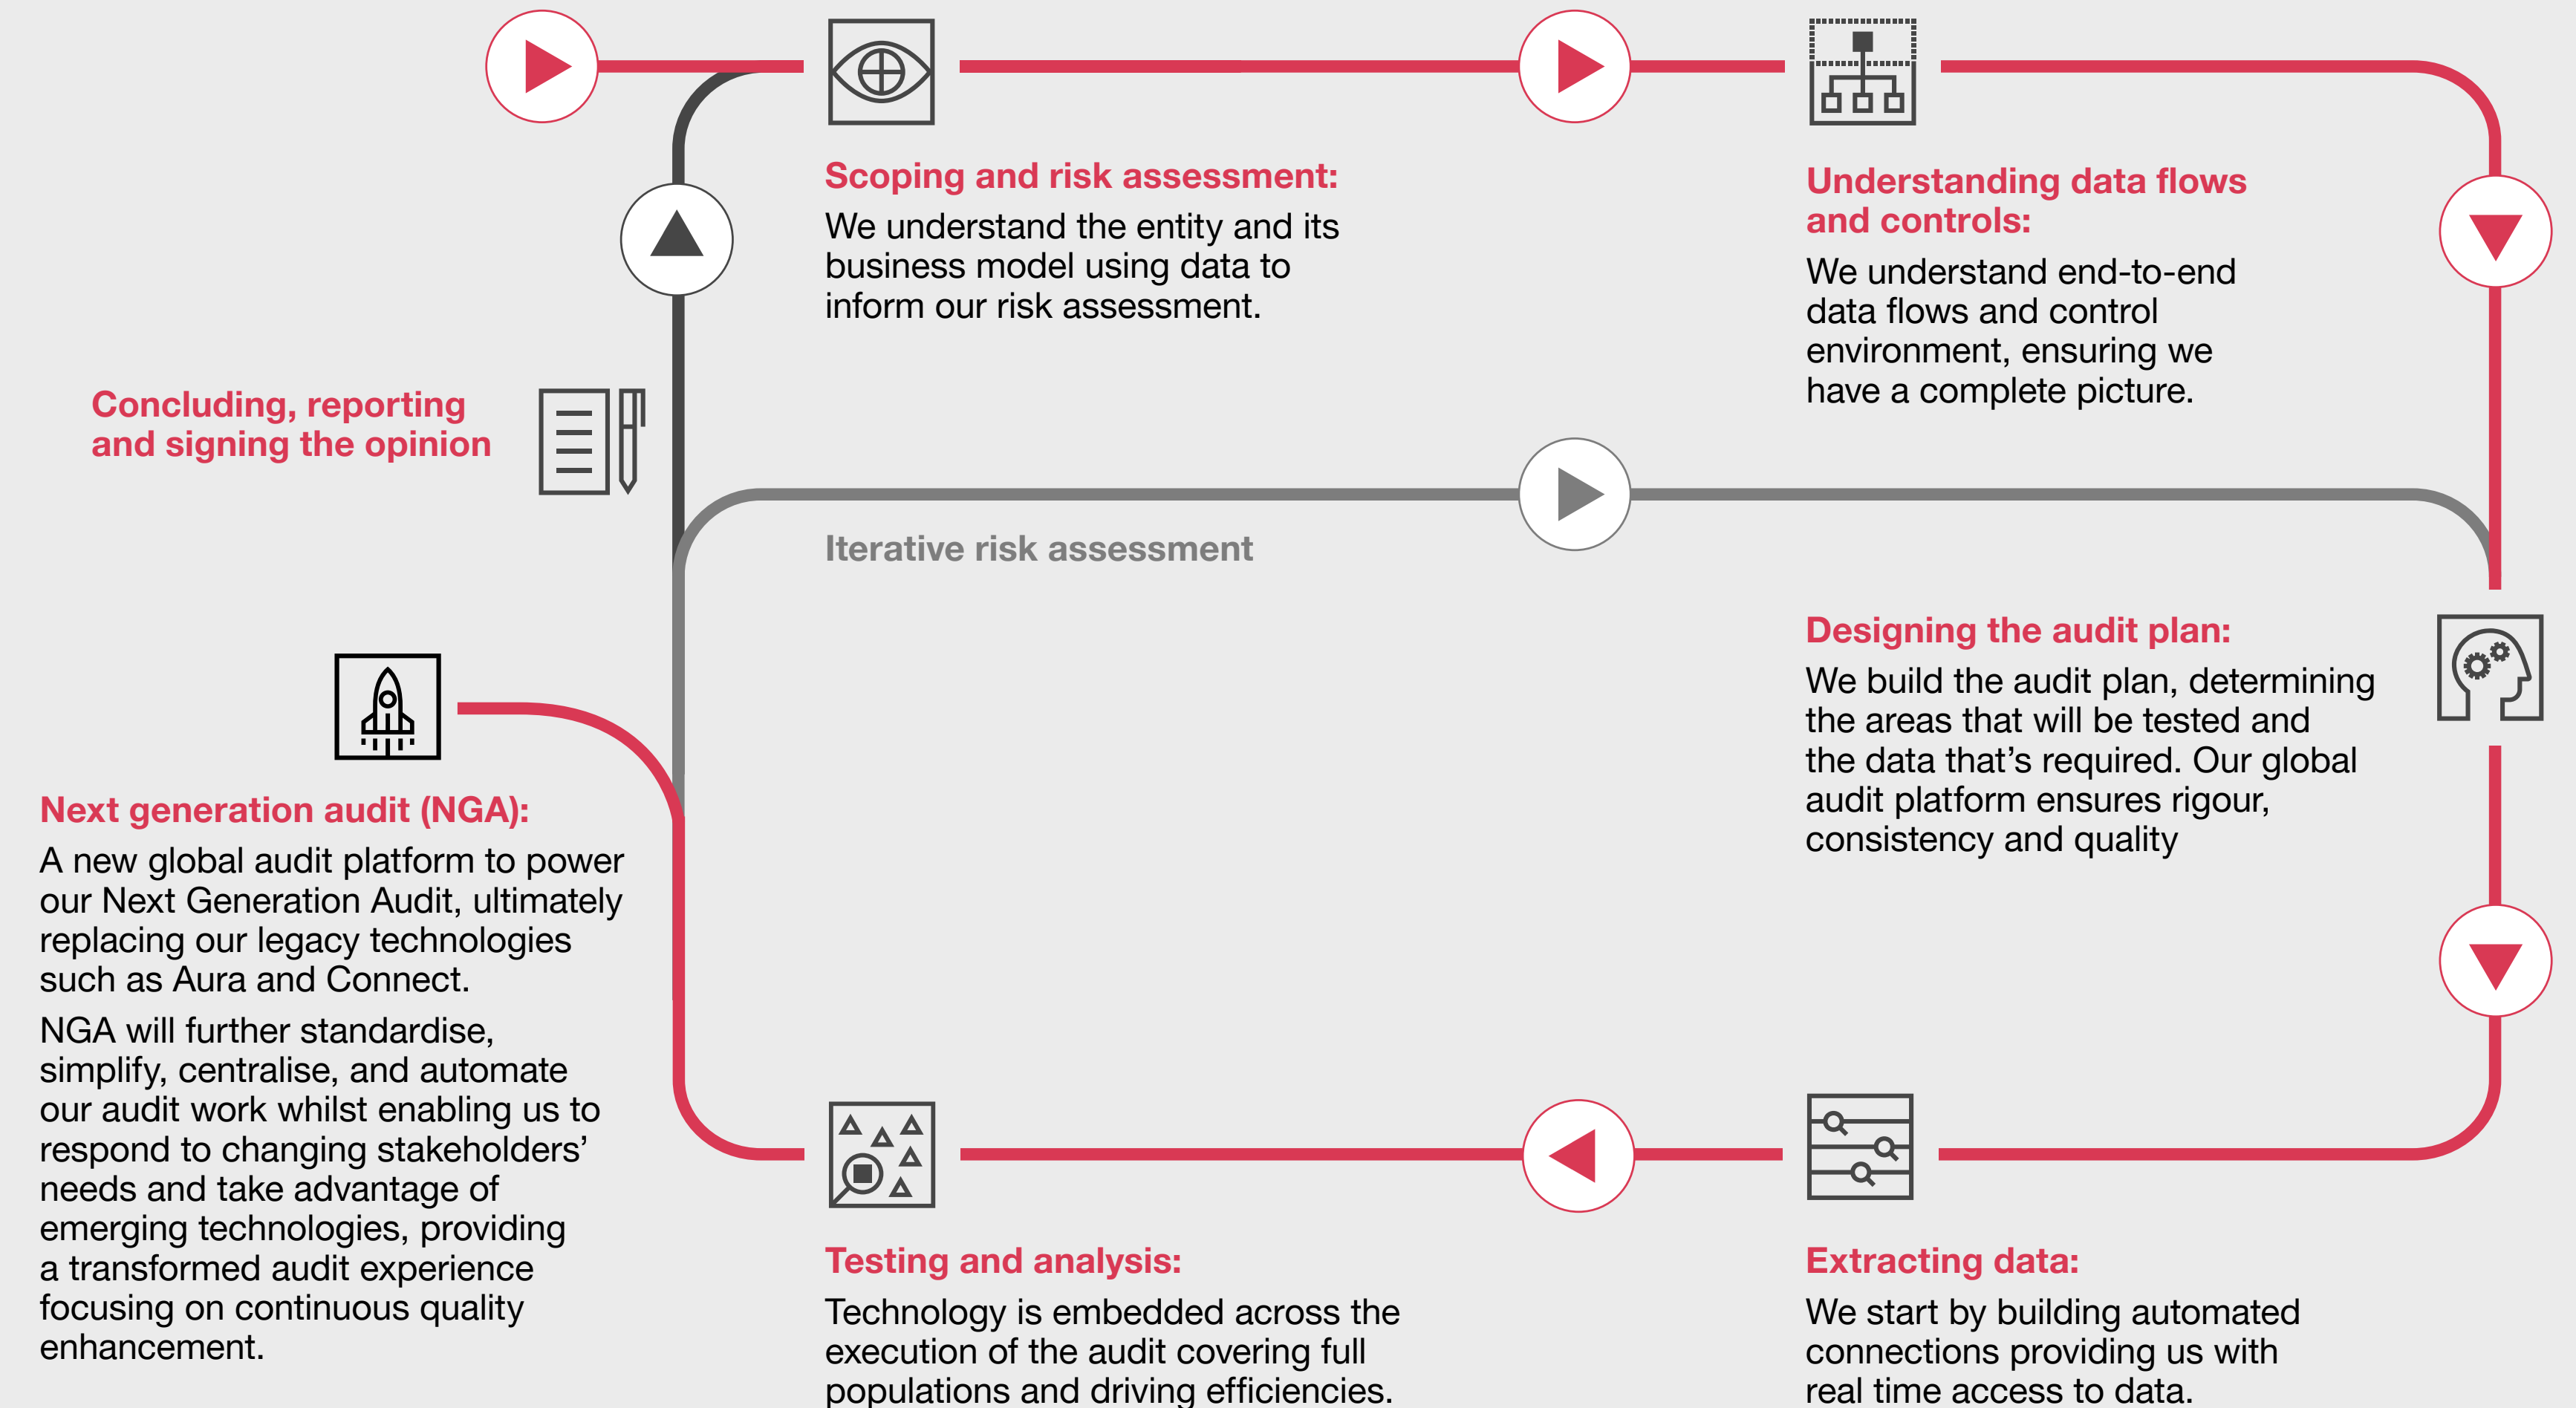 Scoping and risk assessment:
We understand the entity and its
business model using data to
inform our risk assessment.
Understanding data flows
and controls:
We understand end-to-end
data flows and control
environment, ensuring we
have a complete picture.
Concluding, reporting
and signing the opinion
Iterative risk assessment
Designing the audit plan:
We build the audit plan, determining
the areas that will be tested and
the data that’s required. Our global
audit platform ensures rigour,
consistency and quality
Next generation audit (NGA):
A new global audit platform to power
our Next Generation Audit, ultimately
replacing our legacy technologies
such as Aura and Connect.
NGA will further standardise,
simplify, centralise, and automate
our audit work whilst enabling us to
respond to changing stakeholders’
needs and take advantage of
emerging technologies, providing
a transformed audit experience
focusing on continuous quality
enhancement.
Testing and analysis:
Technology is embedded across the
execution of the audit covering full
populations and driving efficiencies.
Extracting data:
We start by building automated
connections providing us with
real time access to data.